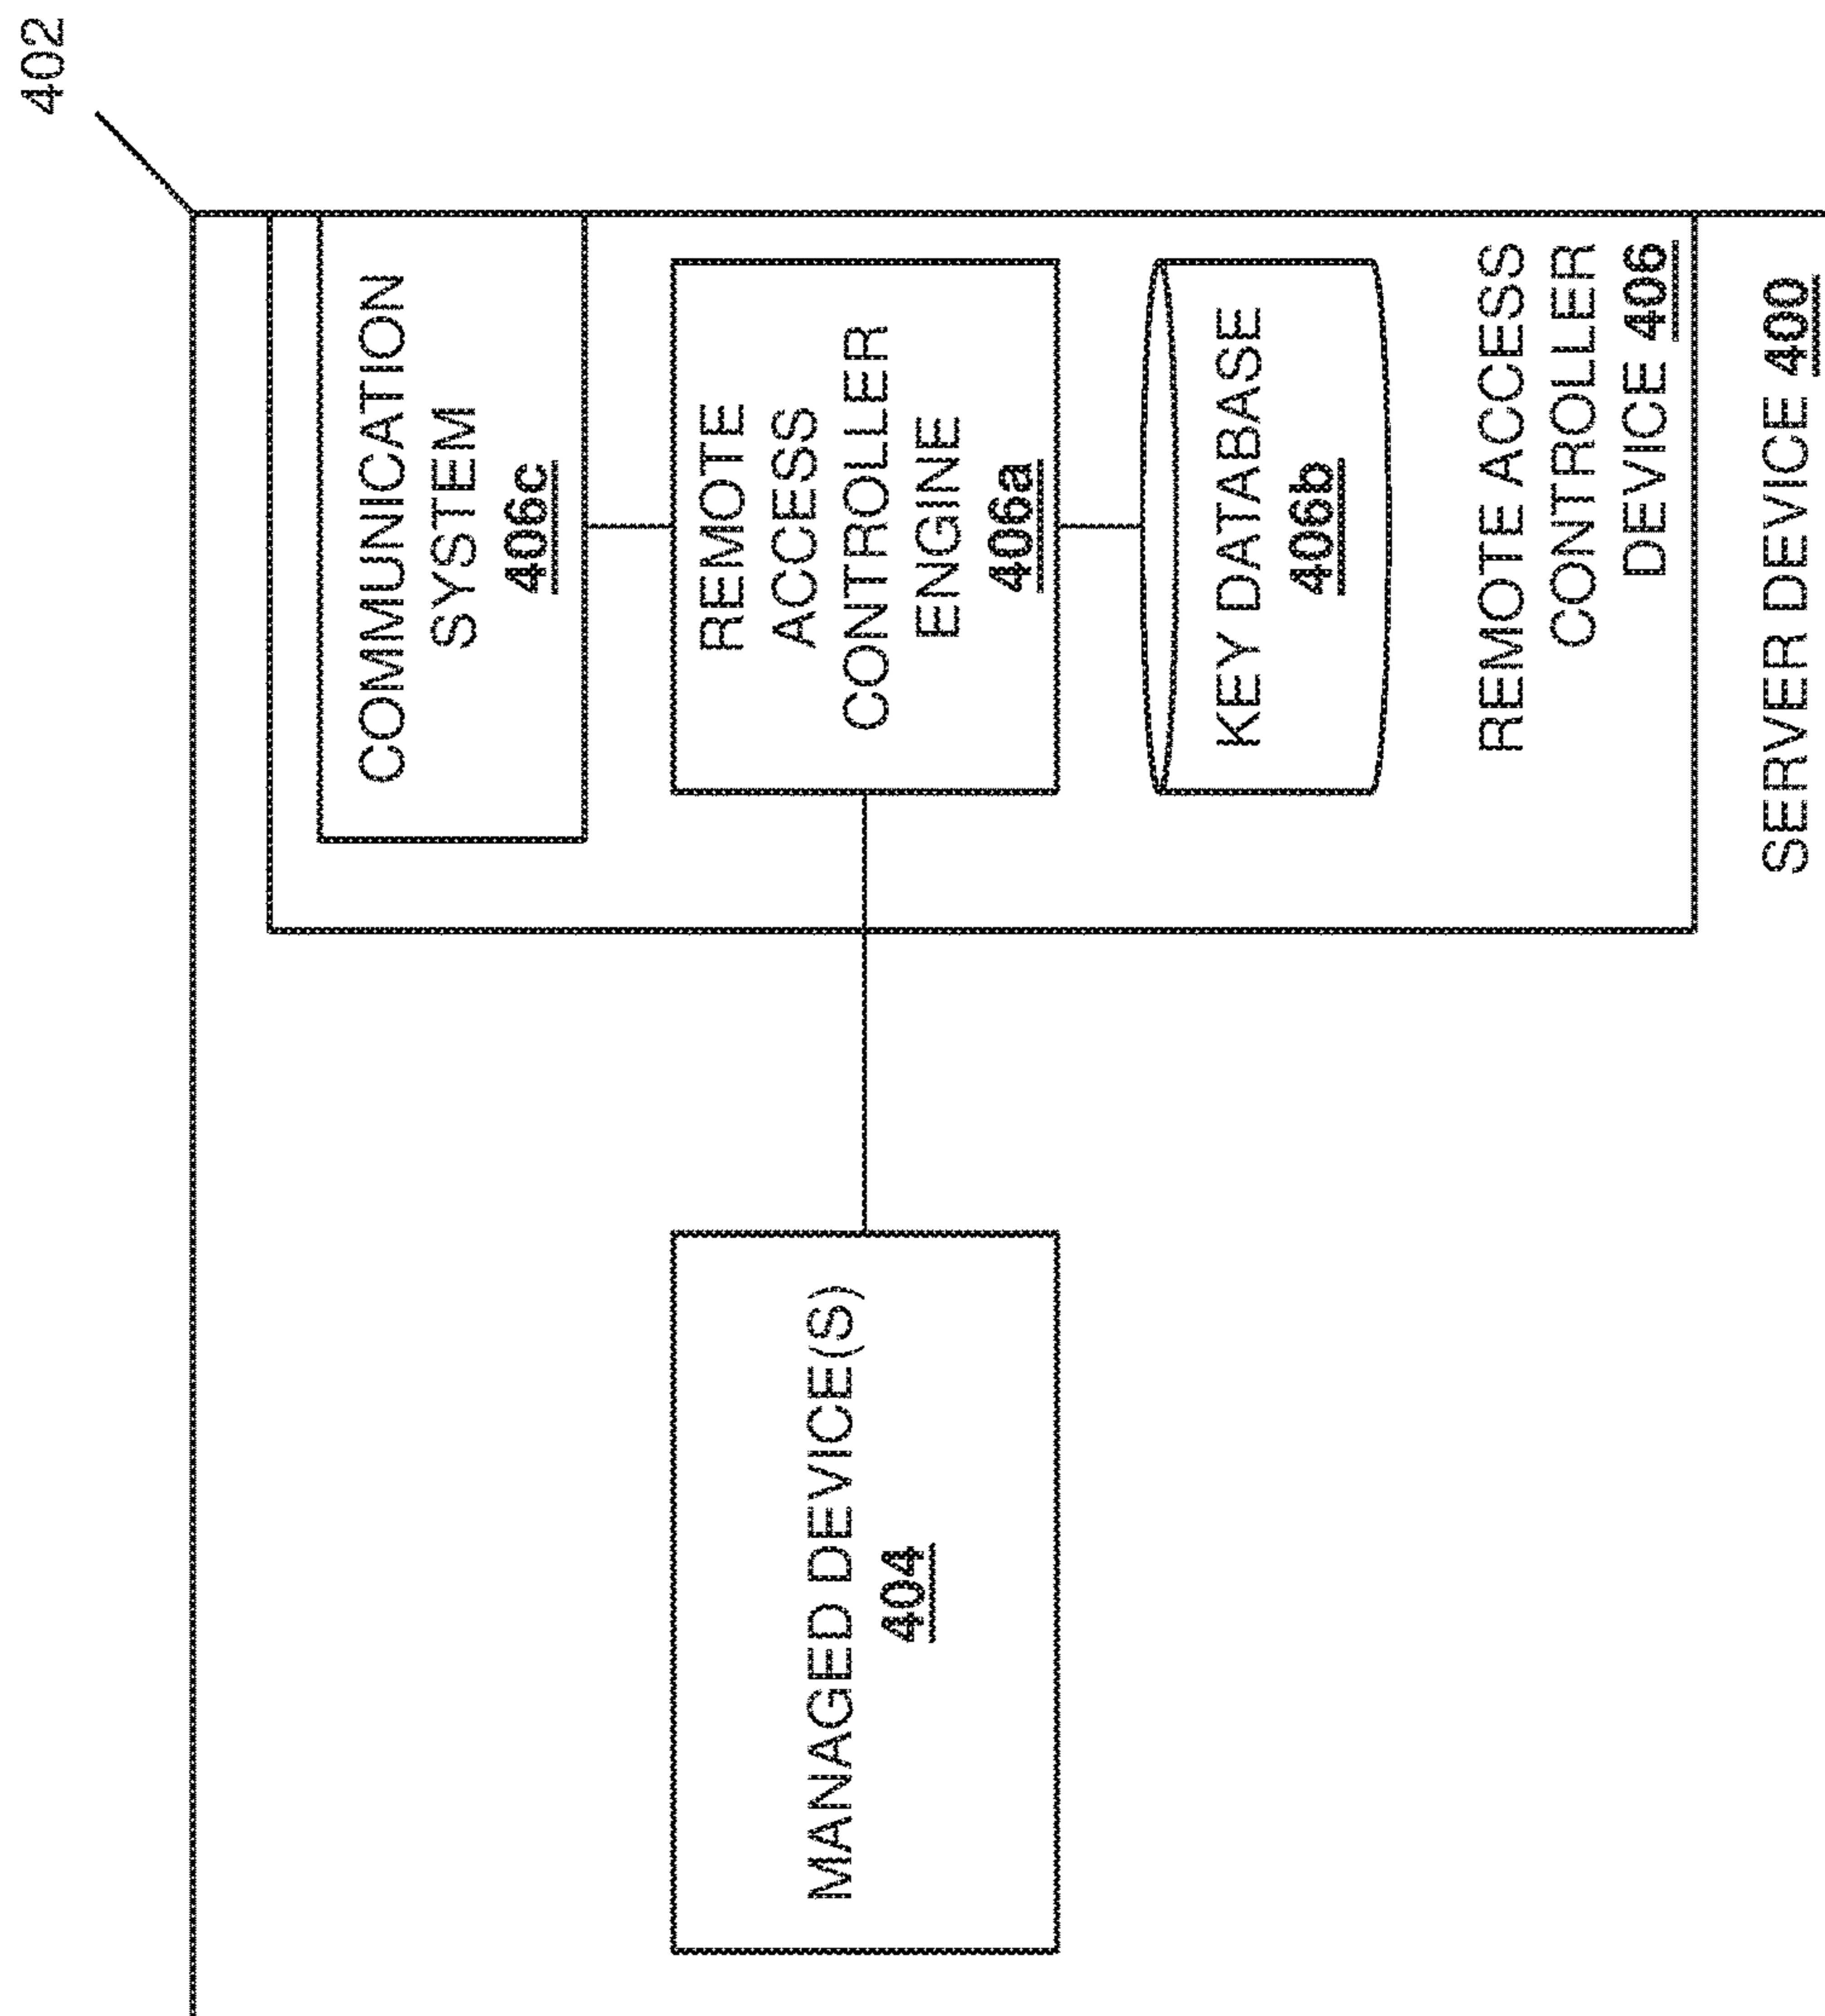 402
COMMUNICATION
SYSTEM
406c
REMOTE
ACCESS
CONTROLLER
ENGINE
406a
KEY DATABASE
406b
REMOTE ACCESS
CONTROLLER
DEVICE 406
MANAGED DEVICE(S)
404
SERVER DEVICE 400